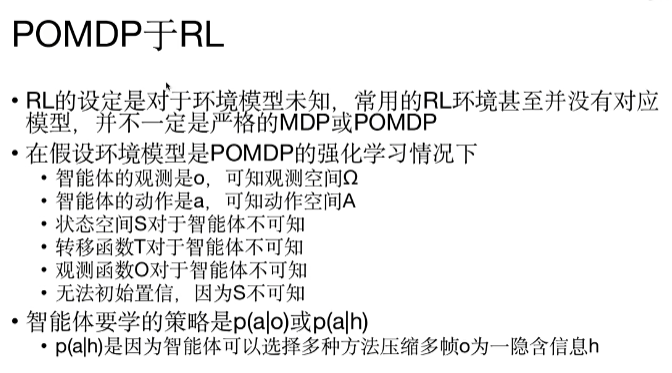 POMDP于RL
• RL的设定是对于环境模型未知，常用的RL环境甚至并没有对应
模型，并不一定是严格的MDP或POMDP
• 在假设环境模型是POMDP的强化学习情况下
• 智能体的观测是o，可知观测空间Ω
• 智能体的动作是a，可知动作空间A
• 状态空间S对于智能体不可知
• 转移函数T对于智能体不可知
• 观测函数O对于智能体不可知
• 无法初始置信，因为S不可知
• 智能体要学的策略是p(a|o)或p(a|h)
• p(a|h)是因为智能体可以选择多种方法压缩多帧o为一隐含信息h